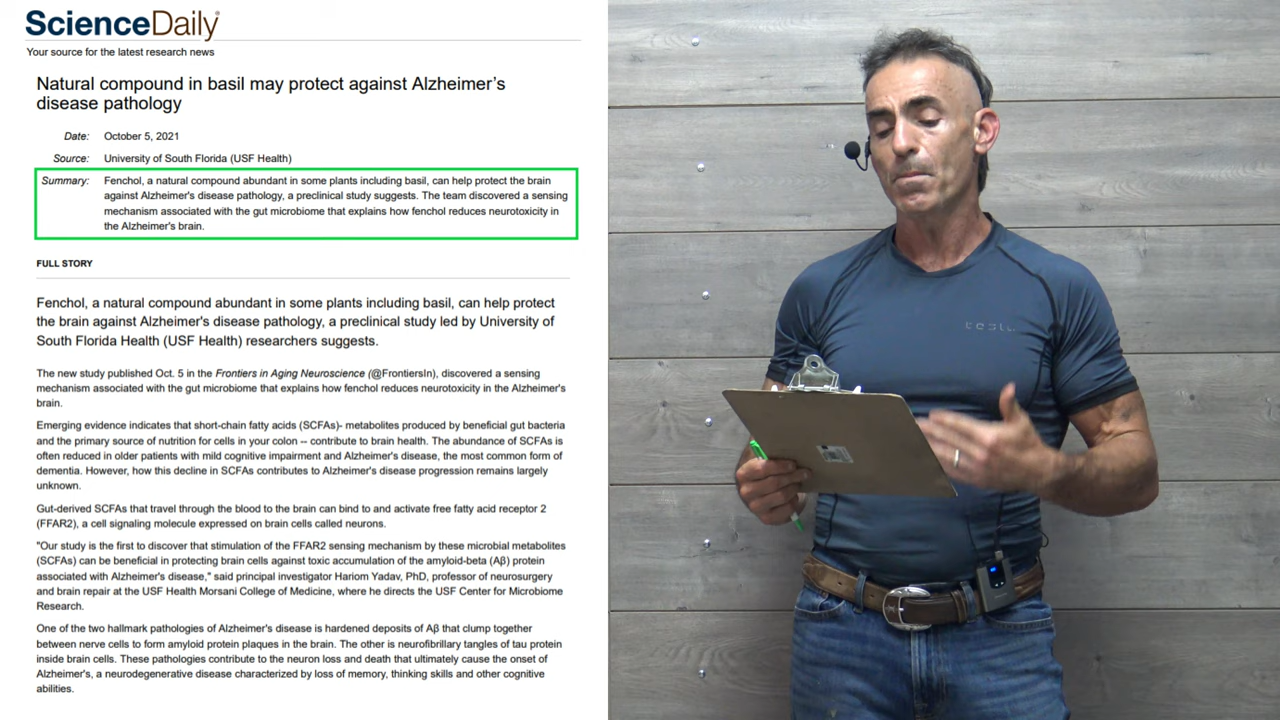 ScienceDaily®
Your source for the latest research news
Natural compound in basil may protect against Alzheimer’s
disease pathology
Date: October 5, 2021
Source: University of South Florida (USF Health)
Summary: Fenchol, a natural compound abundant in some plants including basil, can help protect the brain
against Alzheimer's disease pathology, a preclinical study suggests. The team discovered a sensing
mechanism associated with the gut microbiome that explains how fenchol reduces neurotoxicity in
the Alzheimer's brain.
FULL STORY
Fenchol, a natural compound abundant in some plants including basil, can help protect
the brain against Alzheimer's disease pathology, a preclinical study led by University of
South Florida Health (USF Health) researchers suggests.
The new study published Oct. 5 in the Frontiers in Aging Neuroscience (@FrontiersIn), discovered a sensing
mechanism associated with the gut microbiome that explains how fenchol reduces neurotoxicity in the Alzheimer's
brain.
Emerging evidence indicates that short-chain fatty acids (SCFAs)- metabolites produced by beneficial gut bacteria
and the primary source of nutrition for cells in your colon -- contribute to brain health. The abundance of SCFAs is
often reduced in older patients with mild cognitive impairment and Alzheimer's disease, the most common form of
dementia. However, how this decline in SCFAs contributes to Alzheimer's disease progression remains largely
unknown.
Gut-derived SCFAs that travel through the blood to the brain can bind to and activate free fatty acid receptor 2
(FFAR2), a cell signaling molecule expressed on brain cells called neurons.
"Our study is the first to discover that stimulation of the FFAR2 sensing mechanism by these microbial metabolites
(SCFAs) can be beneficial in protecting brain cells against toxic accumulation of the amyloid-beta (Aβ) protein
associated with Alzheimer's disease," said principal investigator Hariom Yadav, PhD, professor of neurosurgery
and brain repair at the USF Health Morsani College of Medicine, where he directs the USF Center for Microbiome
Research.
One of the two hallmark pathologies of Alzheimer's disease is hardened deposits of Aβ that clump together
between nerve cells to form amyloid protein plaques in the brain. The other is neurofibrillary tangles of tau protein
inside brain cells. These pathologies contribute to the neuron loss and death that ultimately cause the onset of
Alzheimer's, a neurodegenerative disease characterized by loss of memory, thinking skills and other cognitive
abilities.